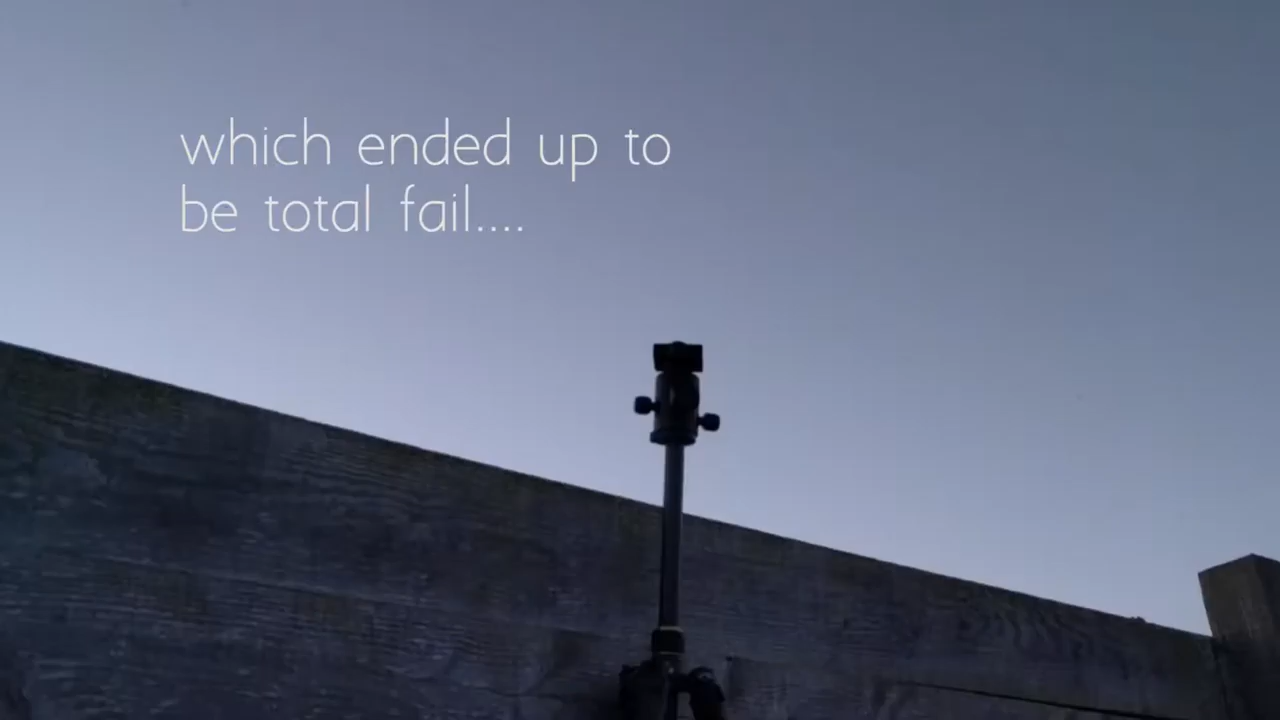 which ended up to
be total fail....